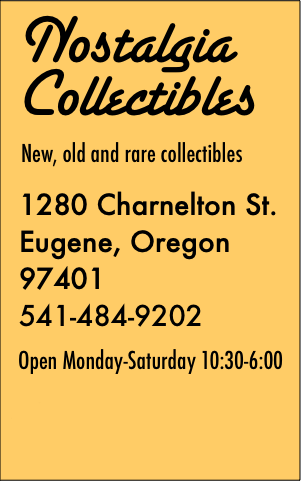 Nostalgia
Collectibles
New, old and rare collectibles
1280 Charnelton St.
Eugene, Oregon
97401
541-484-9202
Open Monday-Saturday 10:30-6:00